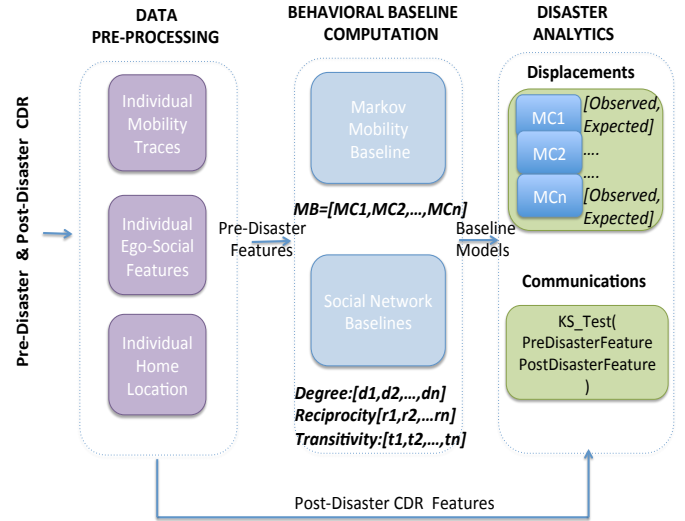 DATA
PRE-PROCESSING
BEHAVIORAL BASELINE
COMPUTATION
DISASTER
ANALYTICS
Pre-Disaster & Post-Disaster CDR
Individual
Mobility
Traces
Individual
Ego-Social
Features
Individual
Home
Location
Pre-Disaster
Features
Markov
Mobility
Baseline
MB=[MC1,MC2,...,MCn]
Social Network
Baselines
Degree:[d1,d2,...,dn]
Reciprocity[r1,r2,...rn]
Transitivity:[t1,t2,...,tn]
Baseline
Models
Displacements
MC1
[Observed,
Expected]
MC2
....
....
MCn
[Observed,
Expected]
Communications
KS_Test(
PreDisasterFeature
PostDisasterFeature
)
Post-Disaster CDR Features